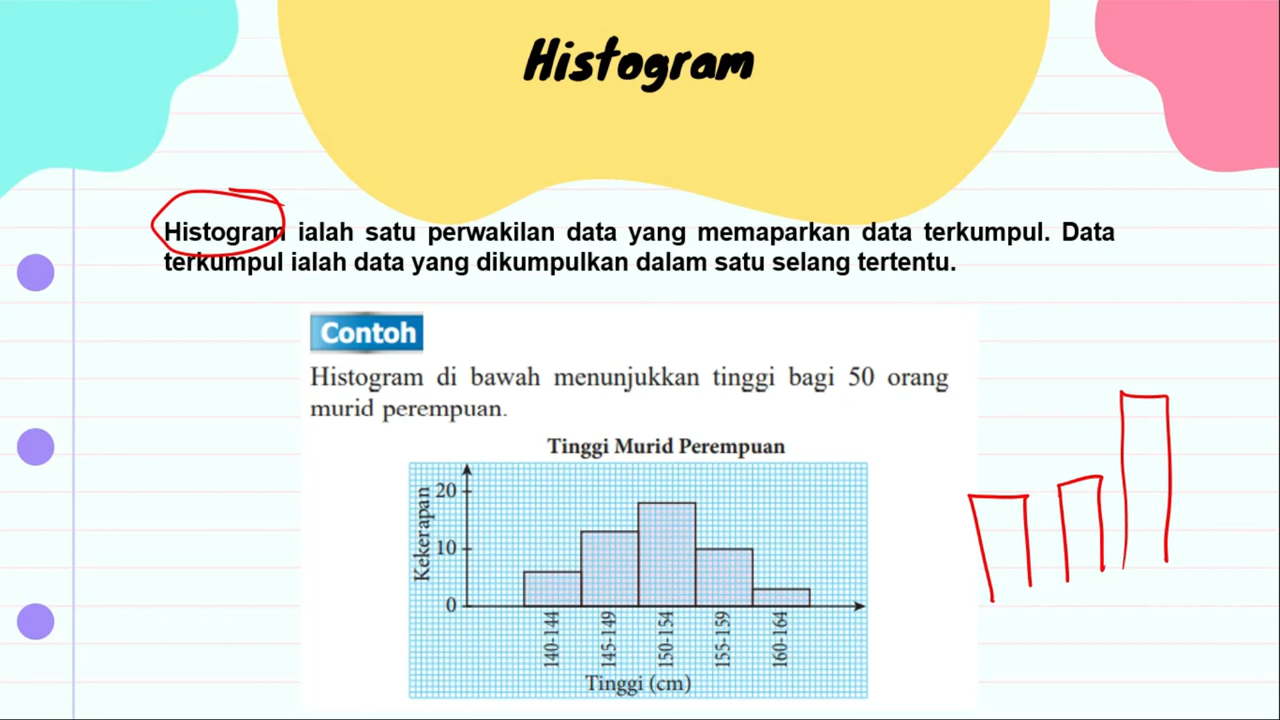 Histogram
Histogram ialah satu perwakilan data yang memaparkan data terkumpul. Data
terkumpul ialah data yang dikumpulkan dalam satu selang tertentu.
Contoh
Histogram di bawah menunjukkan tinggi bagi 50 orang
murid perempuan.
Tinggi Murid Perempuan
Kekerapan
20
10
0
140-144
145-149
150-154
155-159
160-164
Tinggi (cm)